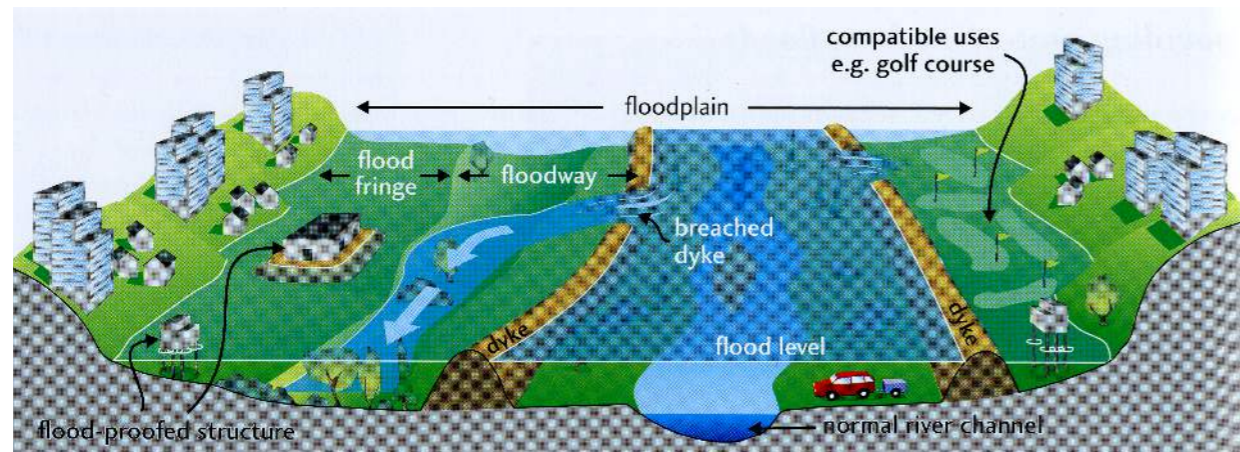 compatible uses
e.g. golf course
floodplain
flood
fringe
floodway
breached
dyke
dyke
flood level
dyke
flood-proofed structure
normal river channel